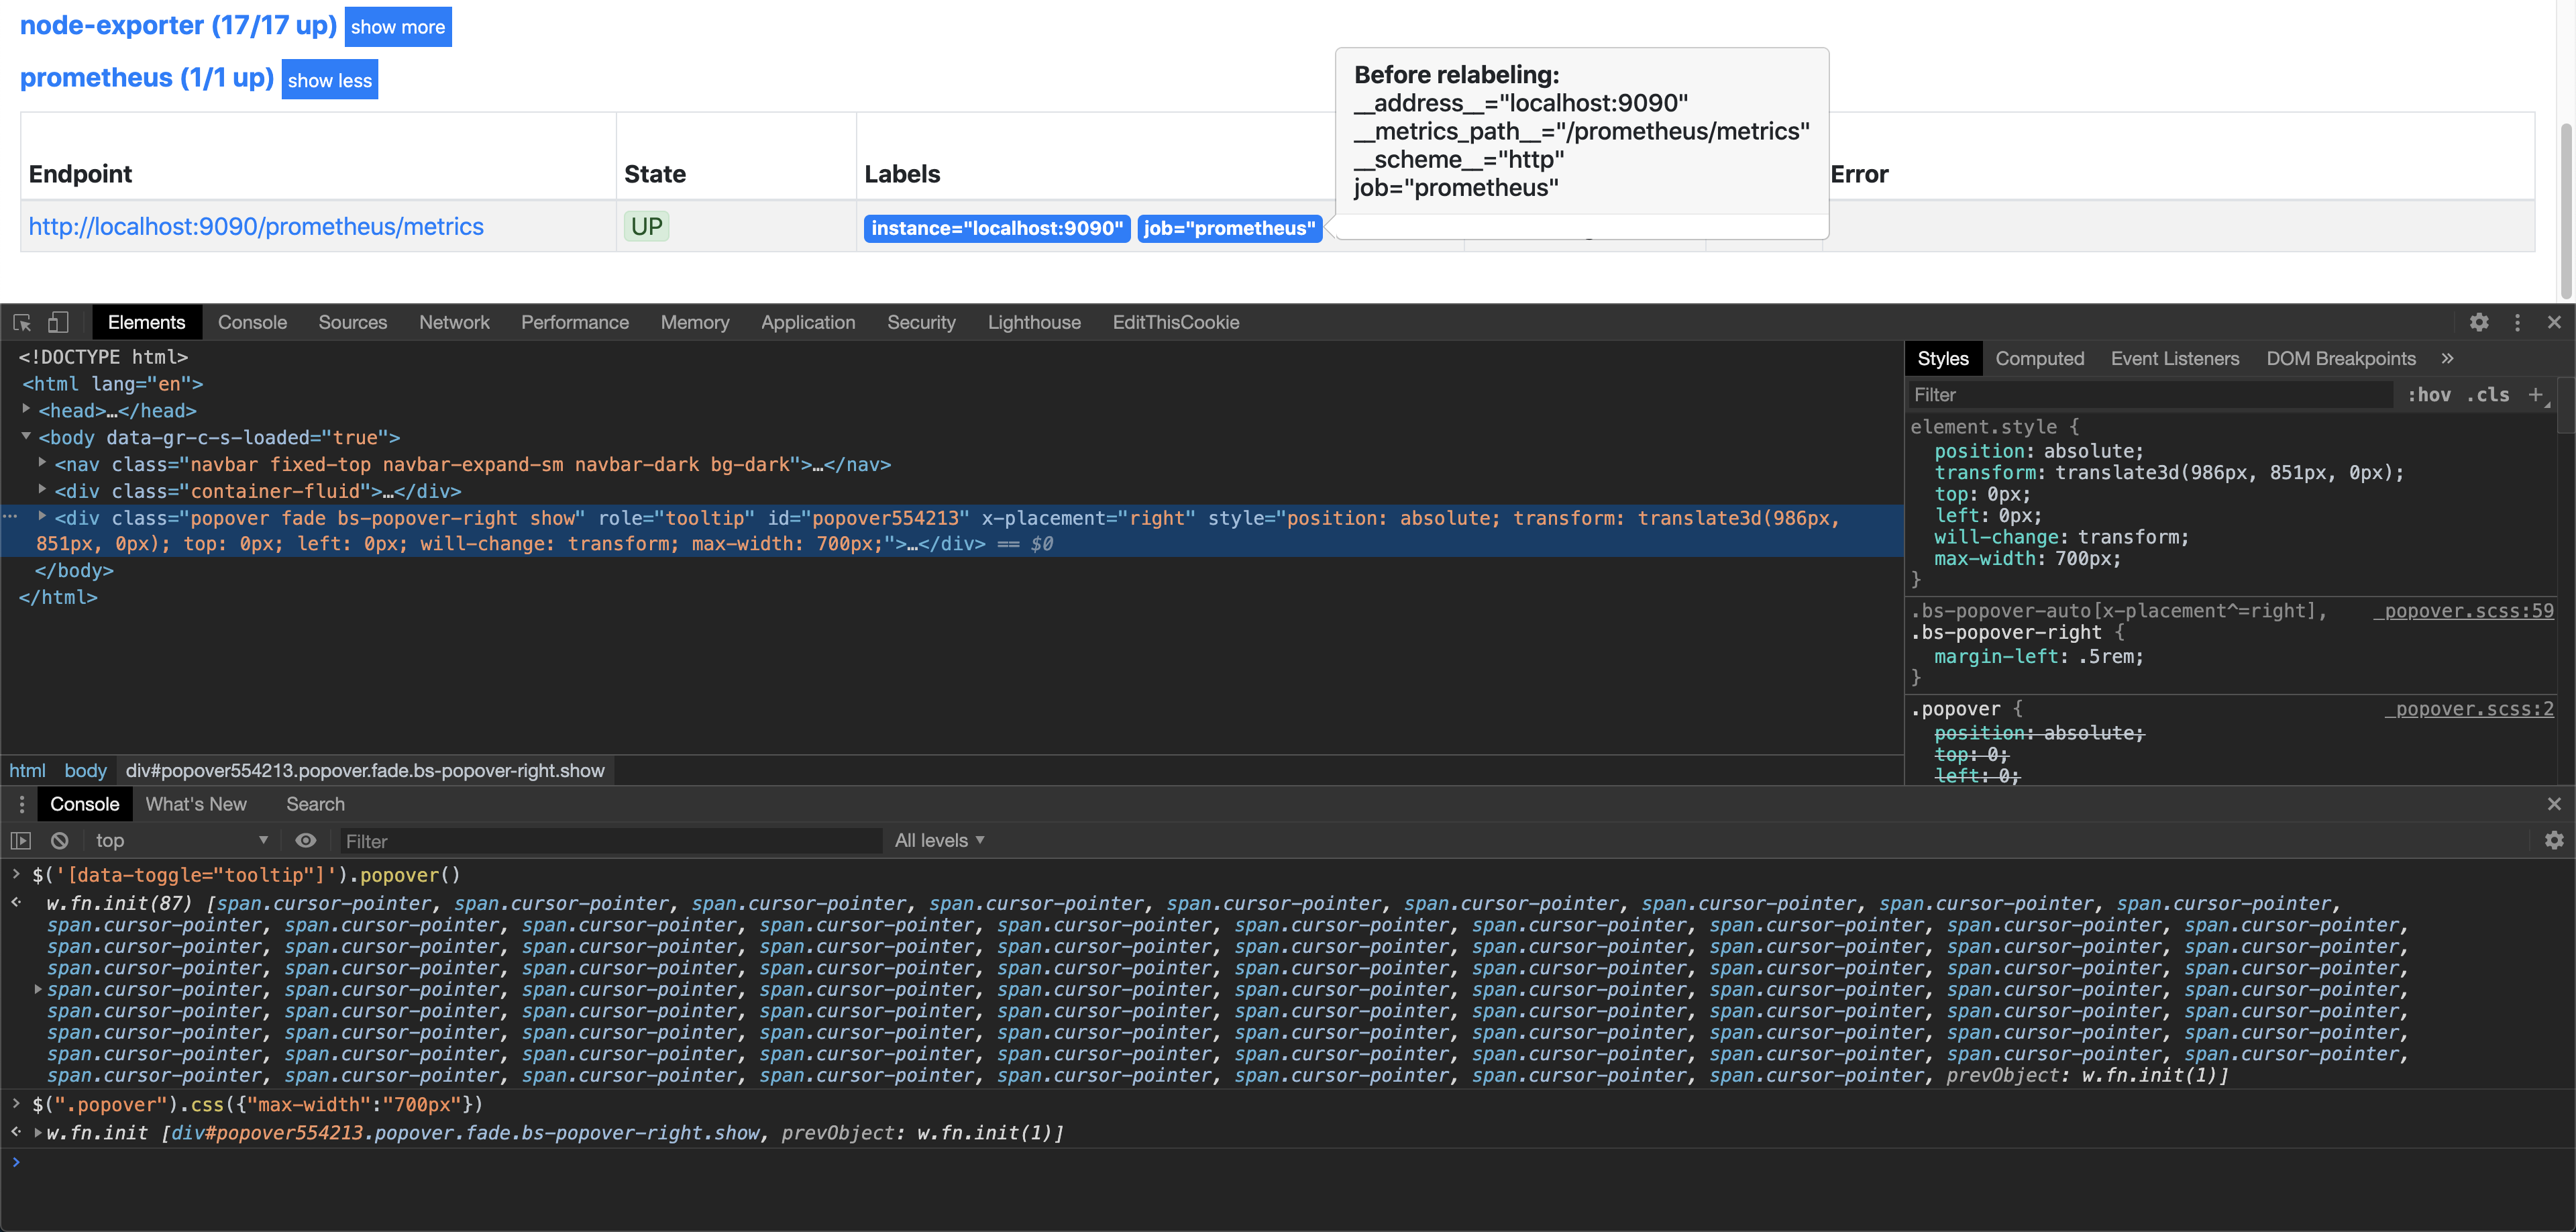 node-exporter (17/17 up) show more
prometheus (1/1 up) show less
Before relabeling:
__address__="localhost:9090"
__metrics_path__="/prometheus/metrics"
__scheme__="http"
job="prometheus"
Endpoint State Labels Error
http://localhost:9090/prometheus/metrics UP instance="localhost:9090" job="prometheus"
Elements Console Sources Network Performance Memory Application Security Lighthouse EditThisCookie
<!DOCTYPE html>
<html lang="en">
<head>…</head>
<body data-gr-c-s-loaded="true">
<nav class="navbar fixed-top navbar-expand-sm navbar-dark bg-dark">…</nav>
<div class="container-fluid">…</div>
<div class="popover fade bs-popover-right show" role="tooltip" id="popover554213" x-placement="right" style="position: absolute; transform: translate3d(986px,
851px, 0px); top: 0px; left: 0px; will-change: transform; max-width: 700px;">…</div> == $0
</body>
</html>
html body div#popover554213.popover.fade.bs-popover-right.show
Styles Computed Event Listeners DOM Breakpoints »
Filter :hov .cls +
element.style {
position: absolute;
transform: translate3d(986px, 851px, 0px);
top: 0px;
left: 0px;
will-change: transform;
max-width: 700px;
}
.bs-popover-auto[x-placement^=right], _popover.scss:59
.bs-popover-right {
margin-left: .5rem;
}
.popover { _popover.scss:2
position: absolute;
top: 0;
left: 0;
Console What's New Search
top Filter All levels
> $('[data-toggle="tooltip"]').popover()
w.fn.init(87) [span.cursor-pointer, span.cursor-pointer, span.cursor-pointer, span.cursor-pointer, span.cursor-pointer, span.cursor-pointer, span.cursor-pointer, span.cursor-pointer, span.cursor-pointer,
span.cursor-pointer, span.cursor-pointer, span.cursor-pointer, span.cursor-pointer, span.cursor-pointer, span.cursor-pointer, span.cursor-pointer, span.cursor-pointer, span.cursor-pointer, span.cursor-pointer,
span.cursor-pointer, span.cursor-pointer, span.cursor-pointer, span.cursor-pointer, span.cursor-pointer, span.cursor-pointer, span.cursor-pointer, span.cursor-pointer, span.cursor-pointer, span.cursor-pointer,
span.cursor-pointer, span.cursor-pointer, span.cursor-pointer, span.cursor-pointer, span.cursor-pointer, span.cursor-pointer, span.cursor-pointer, span.cursor-pointer, span.cursor-pointer, span.cursor-pointer,
span.cursor-pointer, span.cursor-pointer, span.cursor-pointer, span.cursor-pointer, span.cursor-pointer, span.cursor-pointer, span.cursor-pointer, span.cursor-pointer, span.cursor-pointer, span.cursor-pointer,
span.cursor-pointer, span.cursor-pointer, span.cursor-pointer, span.cursor-pointer, span.cursor-pointer, span.cursor-pointer, span.cursor-pointer, span.cursor-pointer, span.cursor-pointer, span.cursor-pointer,
span.cursor-pointer, span.cursor-pointer, span.cursor-pointer, span.cursor-pointer, span.cursor-pointer, span.cursor-pointer, span.cursor-pointer, span.cursor-pointer, span.cursor-pointer, span.cursor-pointer,
span.cursor-pointer, span.cursor-pointer, span.cursor-pointer, span.cursor-pointer, span.cursor-pointer, span.cursor-pointer, span.cursor-pointer, span.cursor-pointer, span.cursor-pointer, span.cursor-pointer,
span.cursor-pointer, span.cursor-pointer, span.cursor-pointer, span.cursor-pointer, span.cursor-pointer, span.cursor-pointer, span.cursor-pointer, span.cursor-pointer, prevObject: w.fn.init(1)]
> $(".popover").css({"max-width":"700px"})
w.fn.init [div#popover554213.popover.fade.bs-popover-right.show, prevObject: w.fn.init(1)]
>